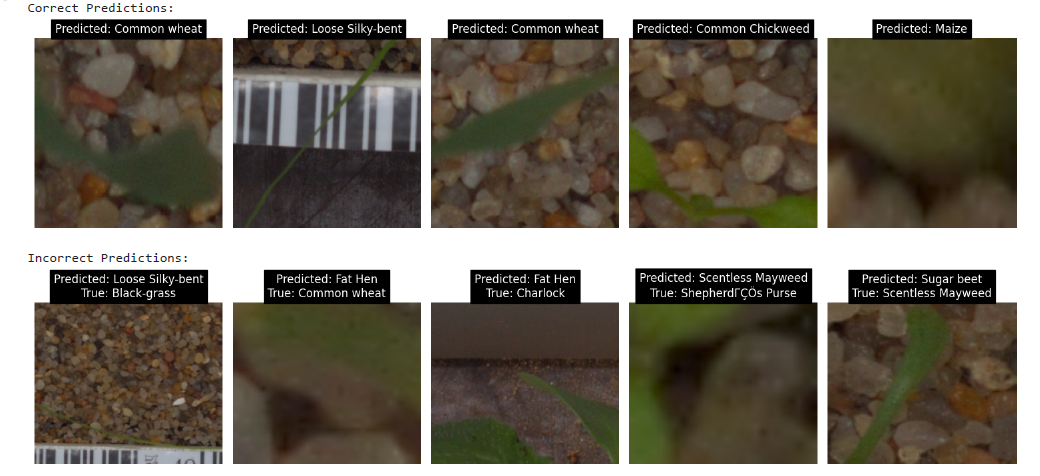 Correct Predictions:
Predicted: Common wheat
Predicted: Loose Silky-bent
Predicted: Common wheat
Predicted: Common Chickweed
Predicted: Maize
Incorrect Predictions:
Predicted: Loose Silky-bent
True: Black-grass
Predicted: Fat Hen
True: Common wheat
Predicted: Fat Hen
True: Charlock
Predicted: Scentless Mayweed
True: ShepherdΓÇÖs Purse
Predicted: Sugar beet
True: Scentless Mayweed